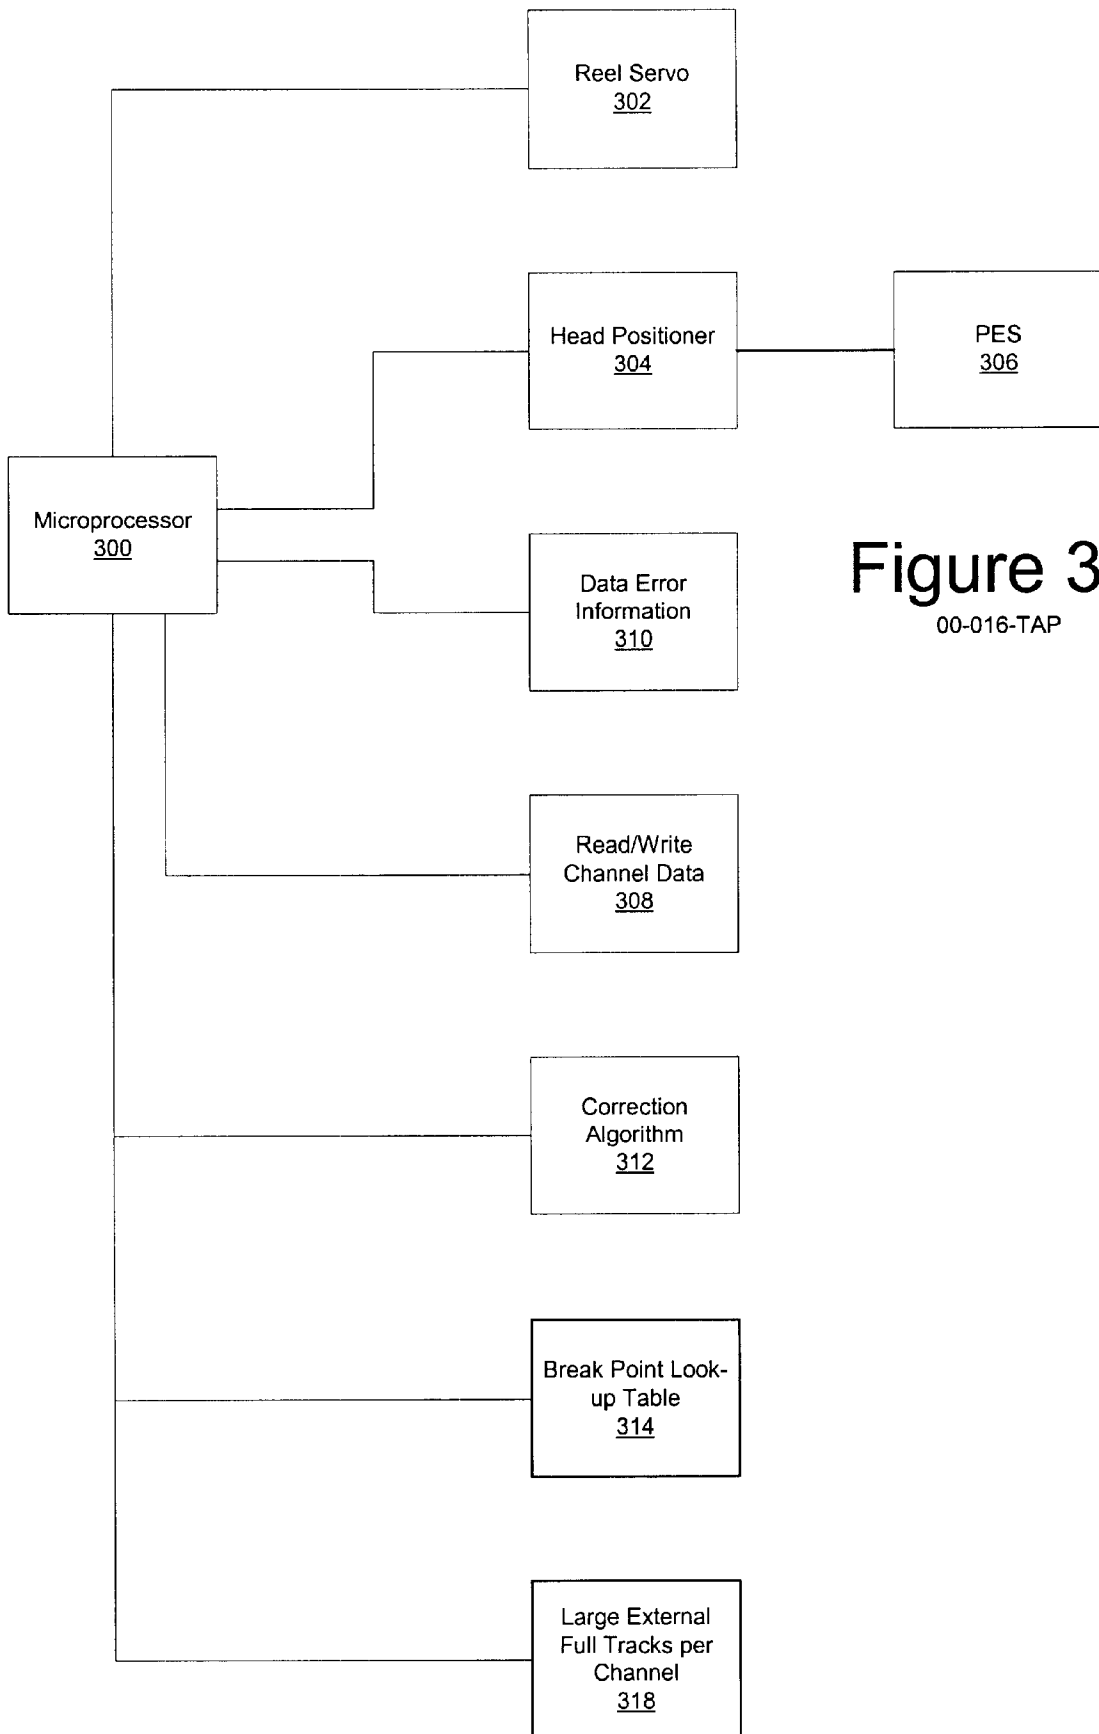 Reel Servo
302
Head Positioner
304
PES
306
Microprocessor
300
Figure 3
00-016-TAP
Data Error
Information
310
Read/Write
Channel Data
308
Correction
Algorithm
312
Break Point Look-
up Table
314
Large External
Full Tracks per
Channel
318